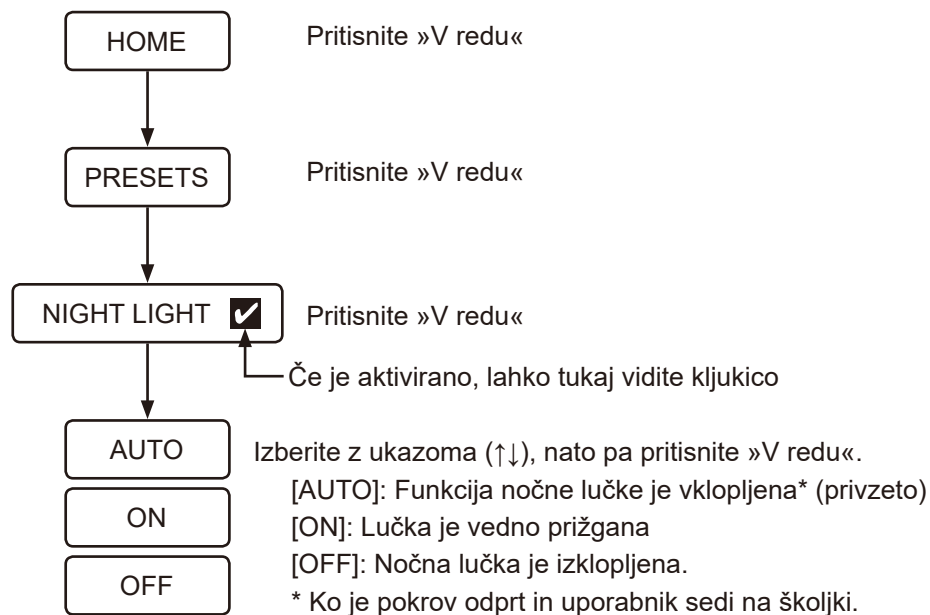 HOME Pritisnite »V redu«
PRESETS Pritisnite »V redu«
NIGHT LIGHT ✔ Pritisnite »V redu«
Če je aktivirano, lahko tukaj vidite kljukico
AUTO Izberite z ukazoma (↑↓), nato pa pritisnite »V redu«.
[AUTO]: Funkcija nočne lučke je vklopljena* (privzeto)
ON [ON]: Lučka je vedno prižgana
[OFF]: Nočna lučka je izklopljena.
OFF
* Ko je pokrov odprt in uporabnik sedi na školjki.